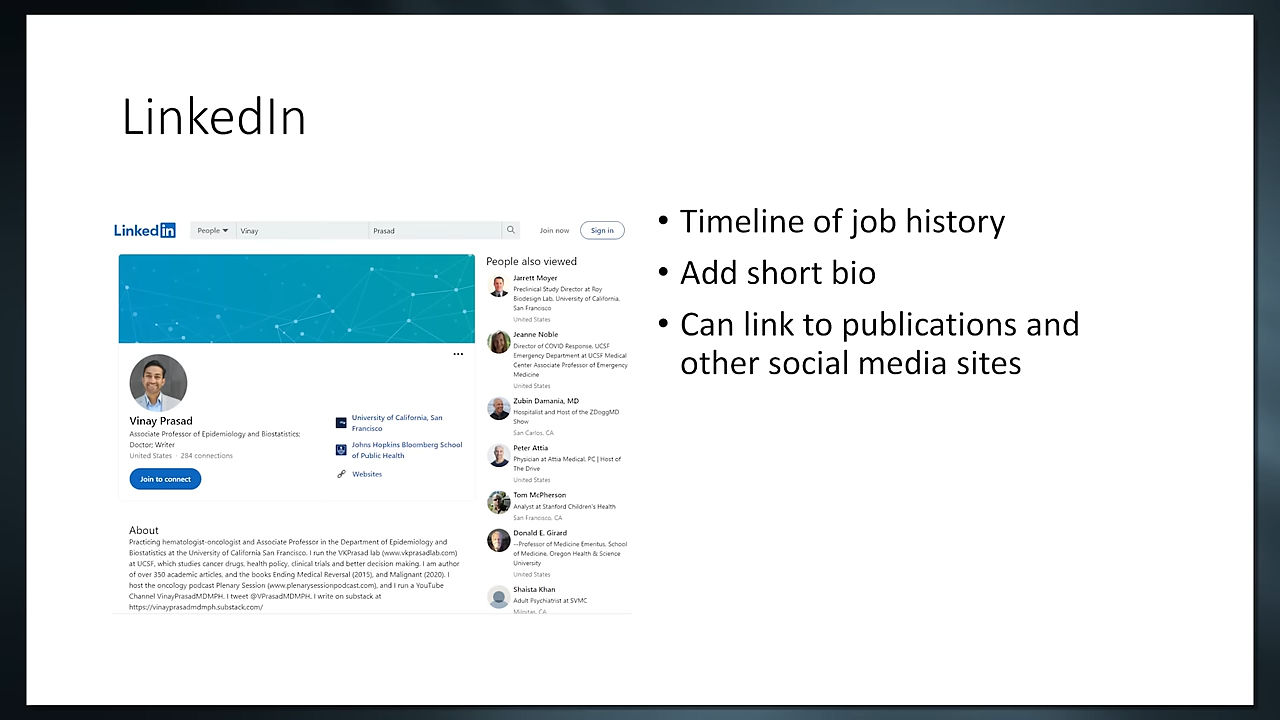 LinkedIn
Linked in
People
Vinay
Prasad
Join now
Sign in
Vinay Prasad
Associate Professor of Epidemiology and Biostatistics;
Doctor; Writer
United States · 284 connections
Join to connect
University of California, San
Francisco
Johns Hopkins Bloomberg School
of Public Health
Websites
About
Practicing hematologist-oncologist and Associate Professor in the Department of Epidemiology and
Biostatistics at the University of California San Francisco. I run the VKPrasad lab (www.vkprasadlab.com)
at UCSF, which studies cancer drugs, health policy, clinical trials and better decision making. I am author
of over 350 academic articles, and the books Ending Medical Reversal (2015), and Malignant (2020). I
host the oncology podcast Plenary Session (www.plenarysessionpodcast.com), and I run a YouTube
Channel VinayPrasadMDMPH. I tweet @VPrasadMDMPH. I write on substack at
https://vinayprasadmdmph.substack.com/
People also viewed
Jarrett Moyer
Preclinical Study Director at Roy
Biodesign Lab, University of California,
San Francisco
United States
Jeanne Noble
Director of COVID Response, UCSF
Emergency Department at UCSF Medical
Center Associate Professor of Emergency
Medicine
United States
Zubin Damania, MD
Hospitalist and Host of the ZDoggMD
Show
San Carlos, CA
Peter Attia
Physician at Attia Medical, PC | Host of
The Drive
United States
Tom McPherson
Analyst at Stanford Children's Health
San Francisco, CA
Donald E. Girard
--Professor of Medicine Emeritus, School
of Medicine, Oregon Health & Science
University
United States
Shaista Khan
Adult Psychiatrist at SVMC
Milpitas, CA
• Timeline of job history
• Add short bio
• Can link to publications and
other social media sites